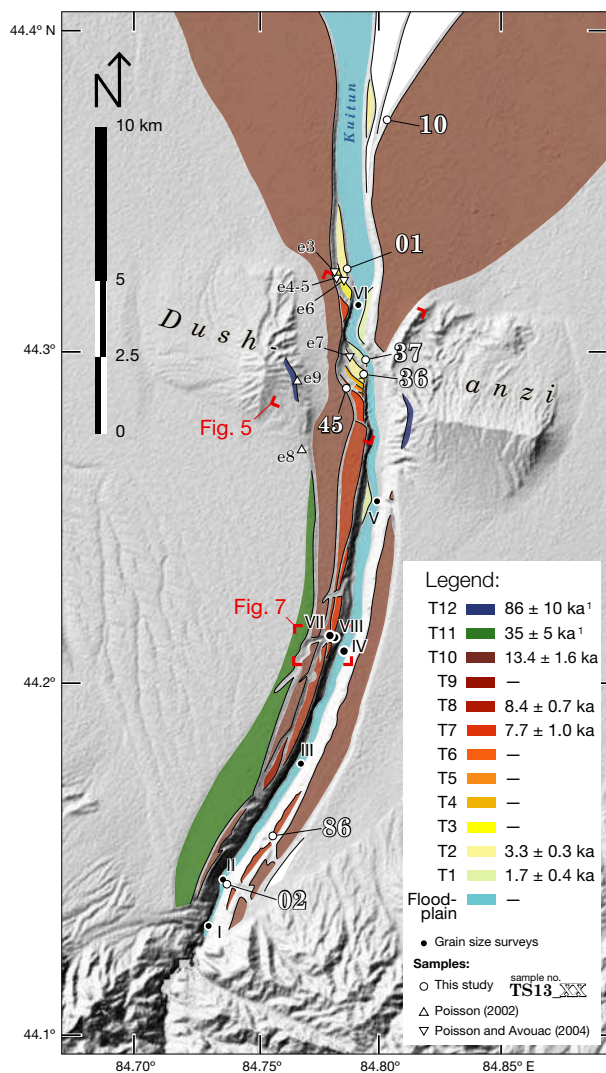 44.4°
N
10 km
Kuitun
10
01
e3
5
e4-5
e6
VI
Dush-
44.3°
e7
37
2.5
36
e9
anzi
Fig. 5
45
0
e8
V
Legend:
T12 86 ± 10 ka¹
Fig. 7
VII
VIII
T11 35 ± 5 ka¹
IV
T10 13.4 ± 1.6 ka
44.2°
T9 —
T8 8.4 ± 0.7 ka
T7 7.7 ± 1.0 ka
III
T6 —
T5 —
T4 —
86
T3 —
T2 3.3 ± 0.3 ka
II
T1 1.7 ± 0.4 ka
02
Flood-
plain —
I
Grain size surveys
Samples:
This study sample no.
TS13_XX
Poisson (2002)
44.1°
Poisson and Avouac (2004)
84.70° 84.75° 84.80° 84.85° E